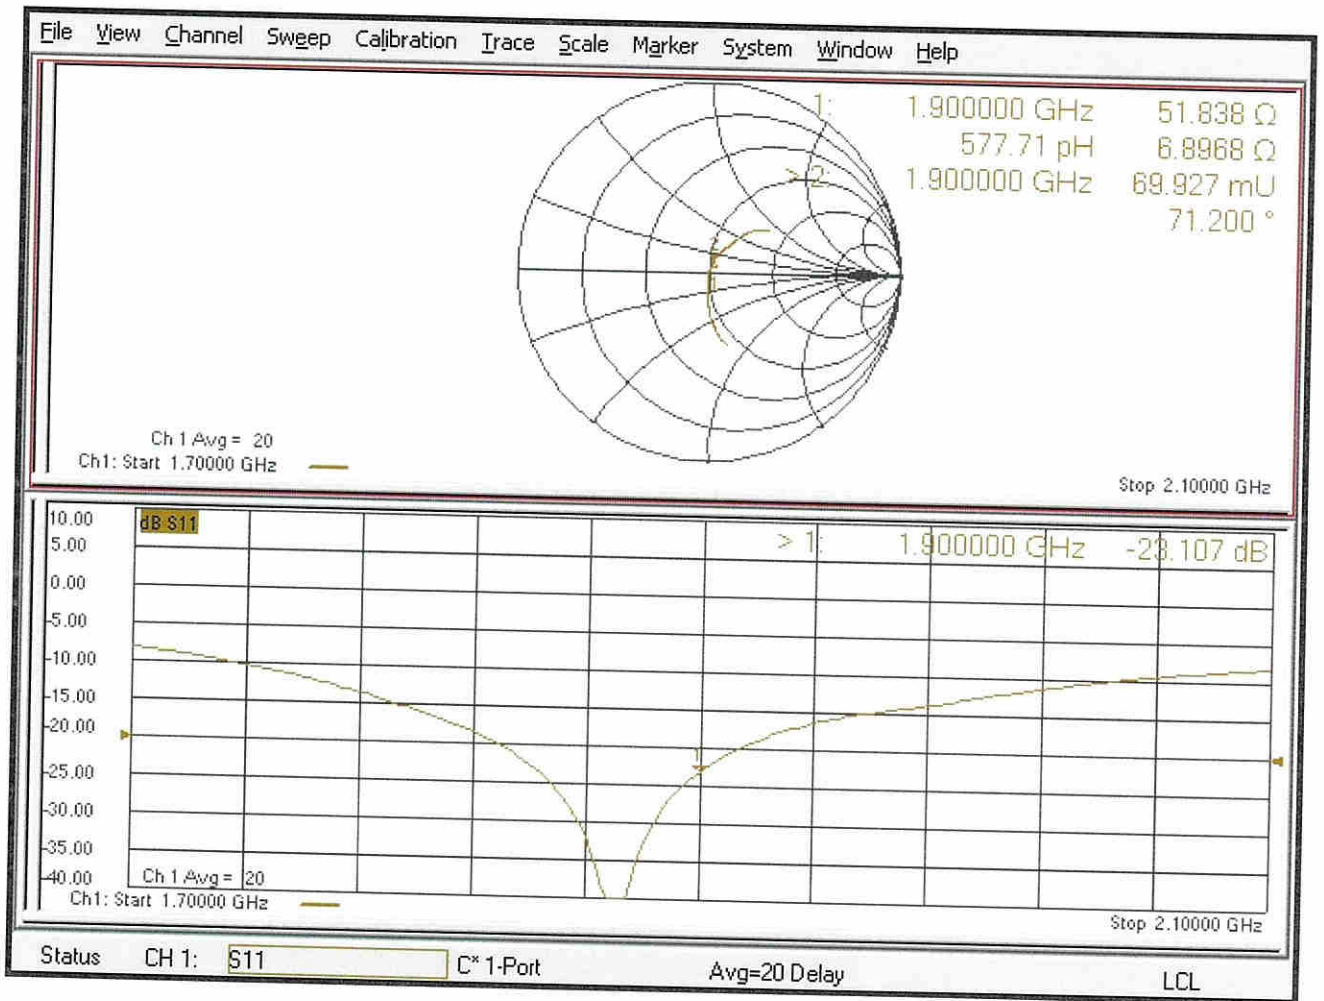 File View Channel Sweep Calibration Trace Scale Marker System Window Help
1: 1.900000 GHz 51.838 Ω
577.71 pH 6.8968 Ω
> 2: 1.900000 GHz 69.927 mU
71.200 °
Ch 1 Avg = 20
Ch1: Start 1.70000 GHz
Stop 2.10000 GHz
10.00
dB S11
> 1: 1.900000 GHz -23.107 dB
5.00
0.00
-5.00
-10.00
-15.00
-20.00
1
-25.00
-30.00
-35.00
-40.00
Ch 1 Avg = 20
Ch1: Start 1.70000 GHz
Stop 2.10000 GHz
Status CH 1: S11 C* 1-Port Avg=20 Delay LCL